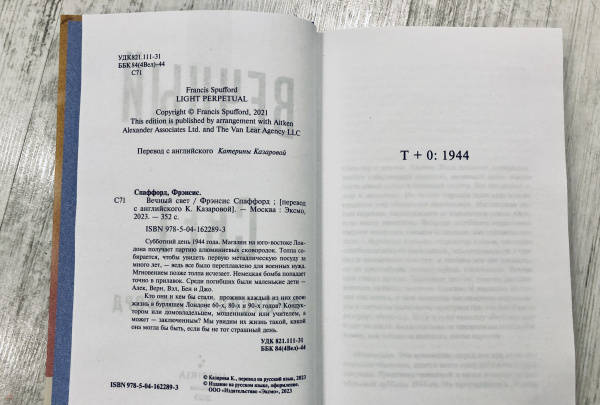 УДК 821.111-31
ББК 84(4Вел)-44
С71
Francis Spufford
LIGHT PERPETUAL
Copyright © Francis Spufford, 2021
This edition is published by arrangement with Aitken
Alexander Associates Ltd. and The Van Lear Agency LLC
Перевод с английского Катерины Казаровой
Спаффорд, Фрэнсис.
С71 Вечный свет / Фрэнсис Спаффорд ; [перевод
с английского К. Казаровой]. — Москва : Эксмо,
2023. — 352 с.
ISBN 978-5-04-162289-3
Субботний день 1944 года. Магазин на юго-востоке Лон-
дона получает партию алюминиевых сковородок. Толпа со-
бирается, чтобы увидеть первую металлическую посуду за
много лет, — ведь все было переплавлено для военных нужд.
Мгновением позже толпа исчезает. Немецкая бомба попадает
точно в прилавок. Среди погибших были маленькие дети —
Алек, Верн, Вэл, Бен и Джо.
Кто они и кем бы стали, проживи каждый из них свою
жизнь в бурлящем Лондоне 60-х, 80-х и 90-х годов? Кондук-
тором или домовладельцем, мошенником или учителем, а
может — заключенным? Мы увидим их жизнь такой, какой
она могла бы быть, если бы не тот страшный день.
УДК 821.111-31
ББК 84(4Вел)-44
© Казарова К., перевод на русский язык, 2023
© Издание на русском языке, оформление.
ISBN 978-5-04-162289-3 ООО «Издательство «Эксмо», 2023
T + 0: 1944